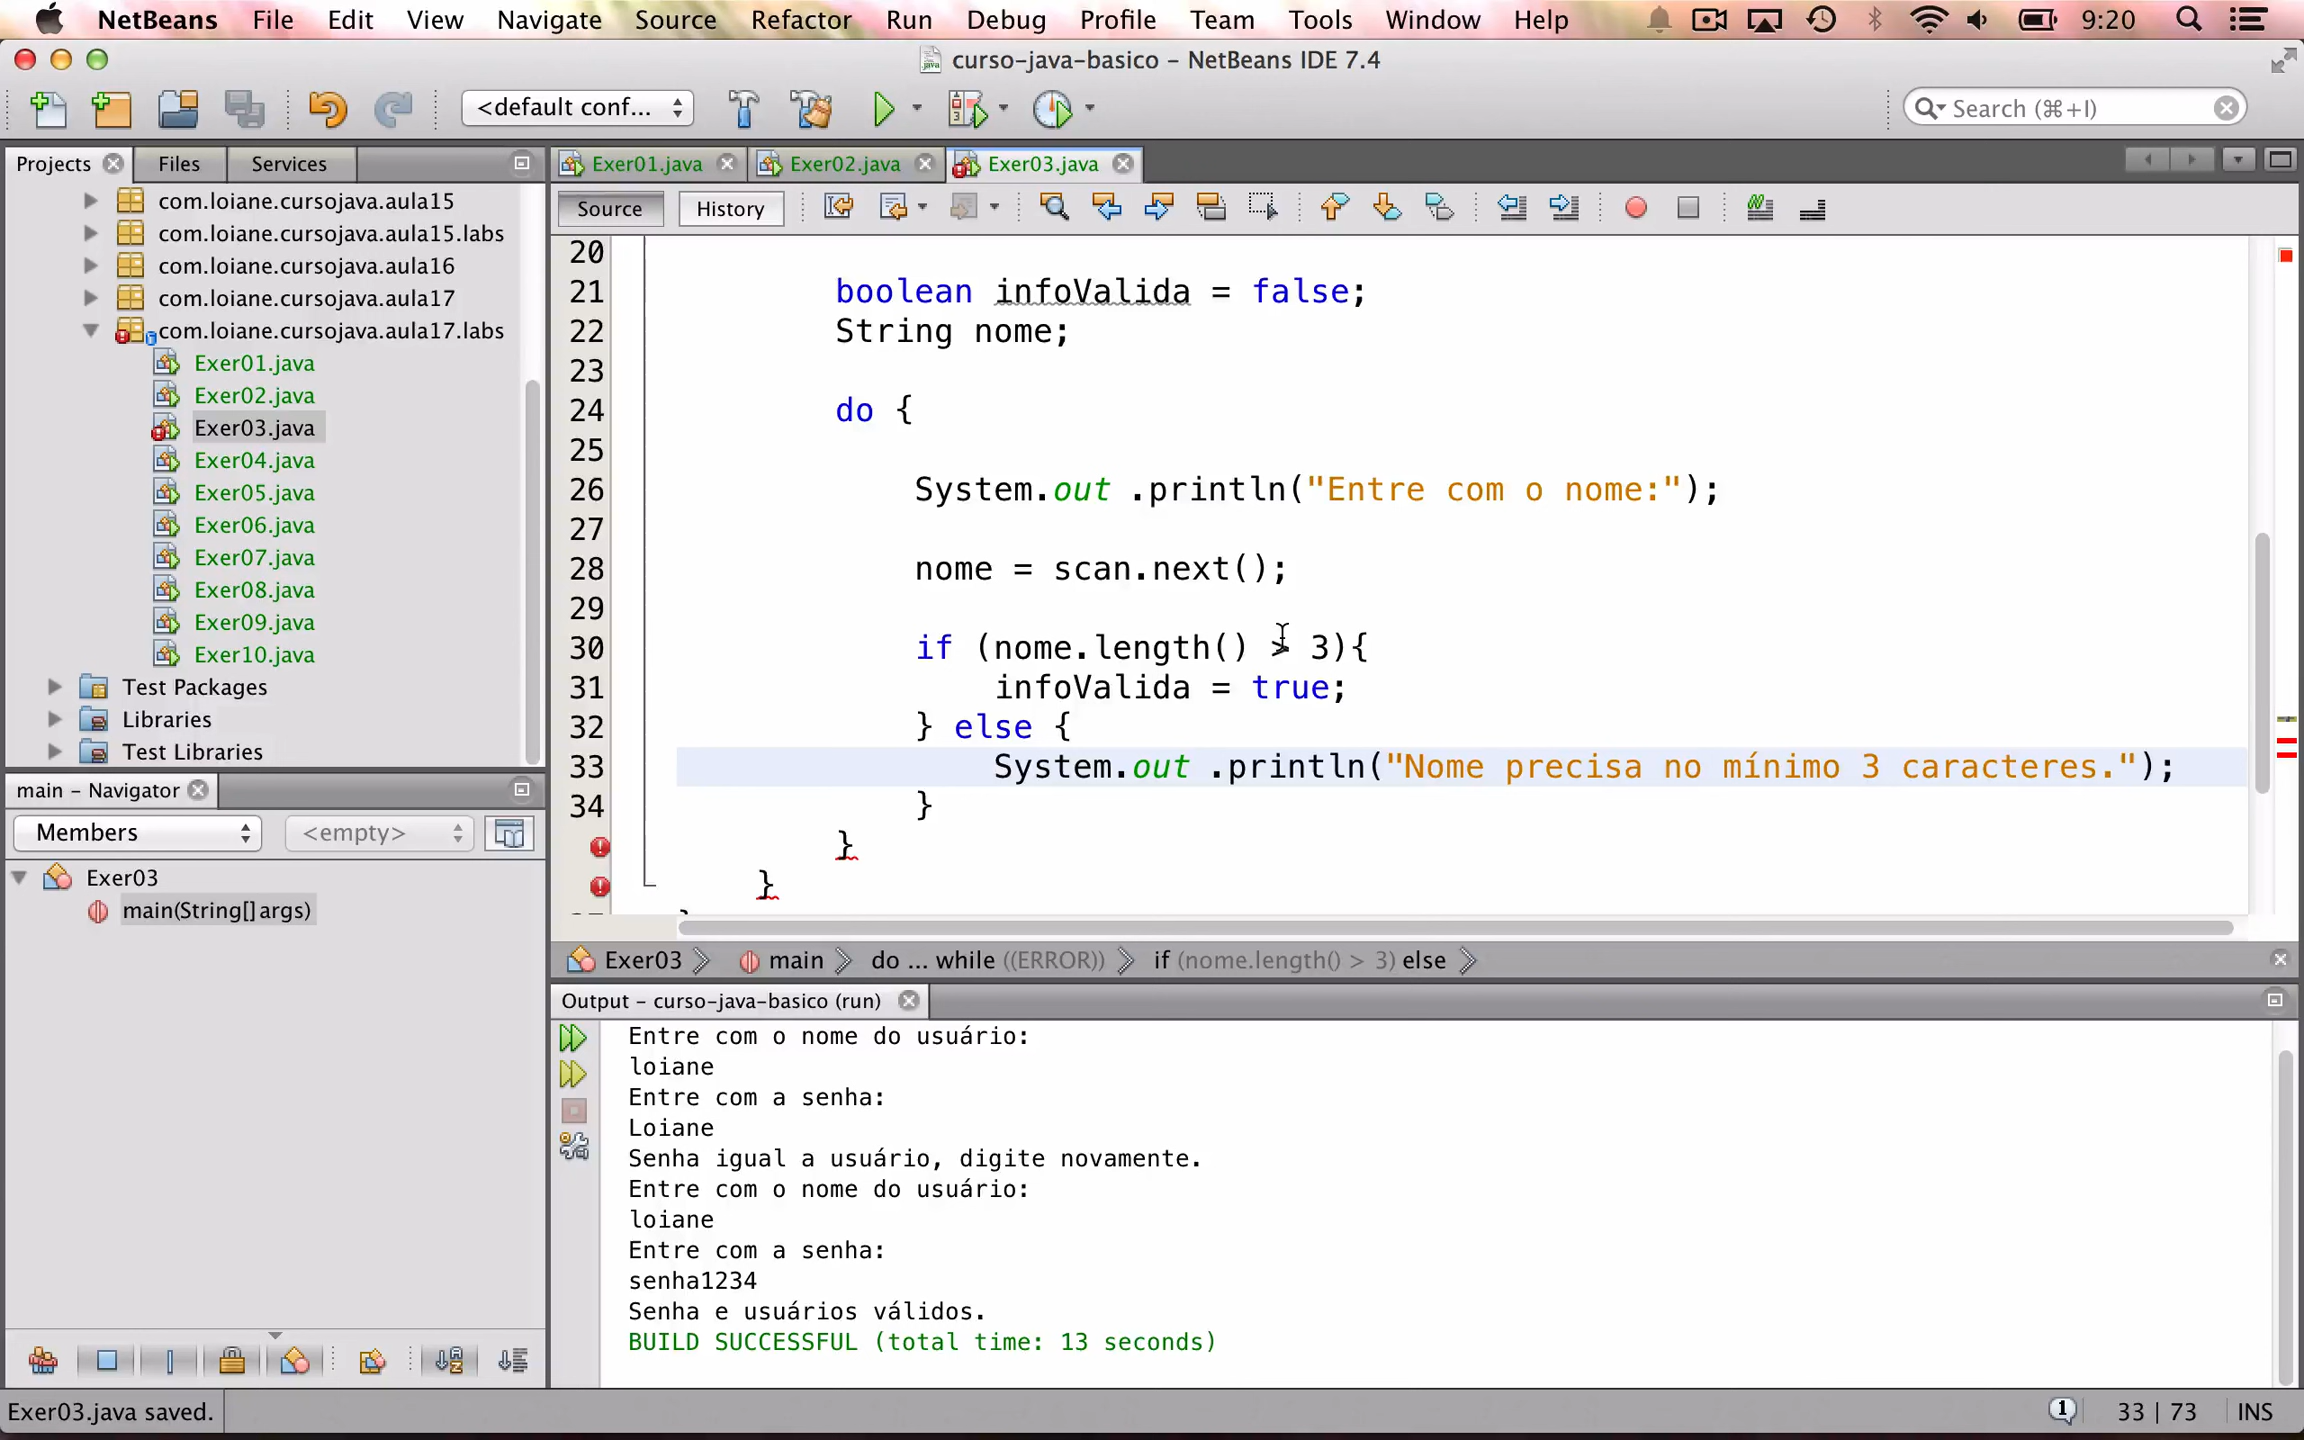 NetBeans File Edit View Navigate Source Refactor Run Debug Profile Team Tools Window Help 9:20
curso-java-basico – NetBeans IDE 7.4
<default conf... Search (⌘+I)
Projects Files Services
com.loiane.cursojava.aula15
com.loiane.cursojava.aula15.labs
com.loiane.cursojava.aula16
com.loiane.cursojava.aula17
com.loiane.cursojava.aula17.labs
Exer01.java
Exer02.java
Exer03.java
Exer04.java
Exer05.java
Exer06.java
Exer07.java
Exer08.java
Exer09.java
Exer10.java
Test Packages
Libraries
Test Libraries
main – Navigator
Members <empty>
Exer03
main(String[] args)
Exer01.java Exer02.java Exer03.java
Source History
20
21 boolean infoValida = false;
22 String nome;
23
24 do {
25
26 System.out .println("Entre com o nome:");
27
28 nome = scan.next();
29
30 if (nome.length() > 3){
31 infoValida = true;
32 } else {
33 System.out .println("Nome precisa no mínimo 3 caracteres.");
34 }
}
}
Exer03 main do ... while ((ERROR)) if (nome.length() > 3) else
Output – curso-java-basico (run)
Entre com o nome do usuário:
loiane
Entre com a senha:
Loiane
Senha igual a usuário, digite novamente.
Entre com o nome do usuário:
loiane
Entre com a senha:
senha1234
Senha e usuários válidos.
BUILD SUCCESSFUL (total time: 13 seconds)
Exer03.java saved. 1 33 | 73 INS